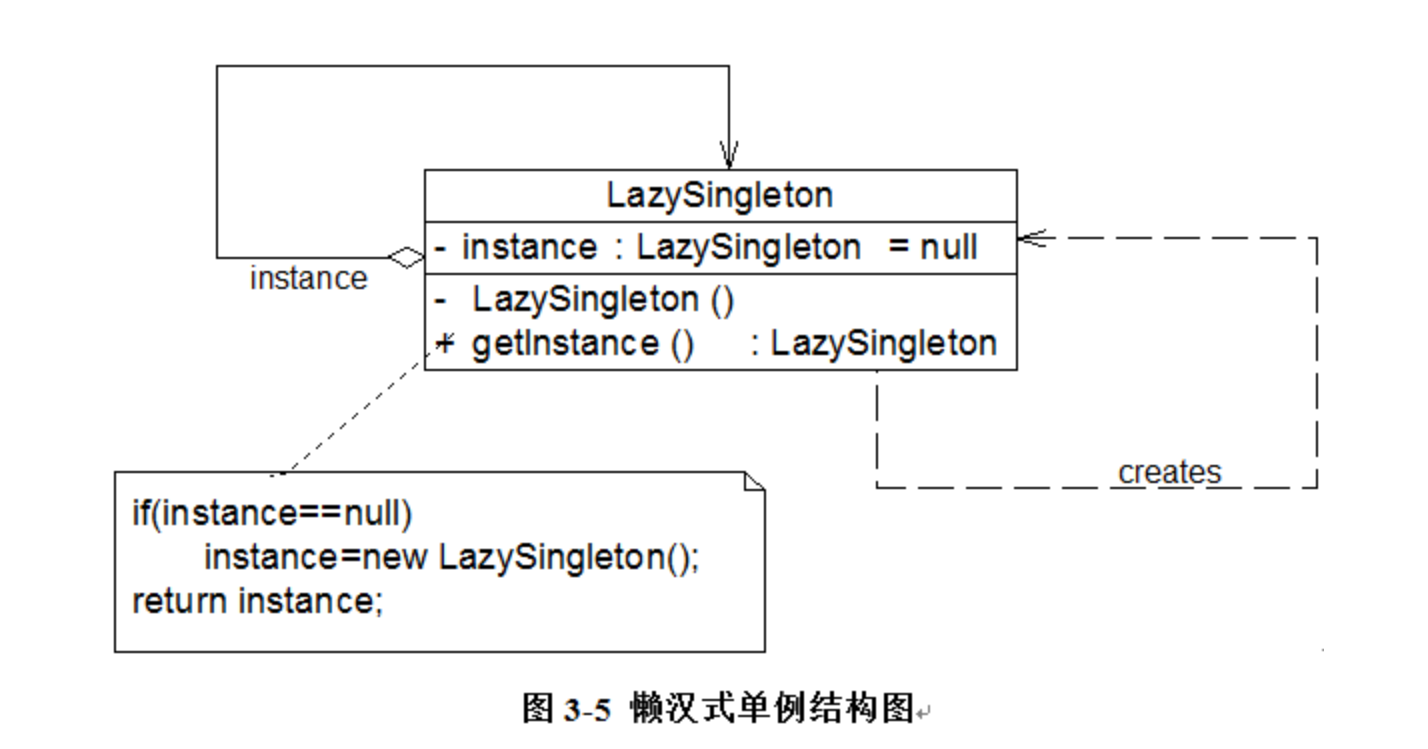 LazySingleton
- instance : LazySingleton = null
instance
- LazySingleton ()
+ getInstance () : LazySingleton
creates
if(instance==null)
instance=new LazySingleton();
return instance;
图 3-5 懒汉式单例结构图